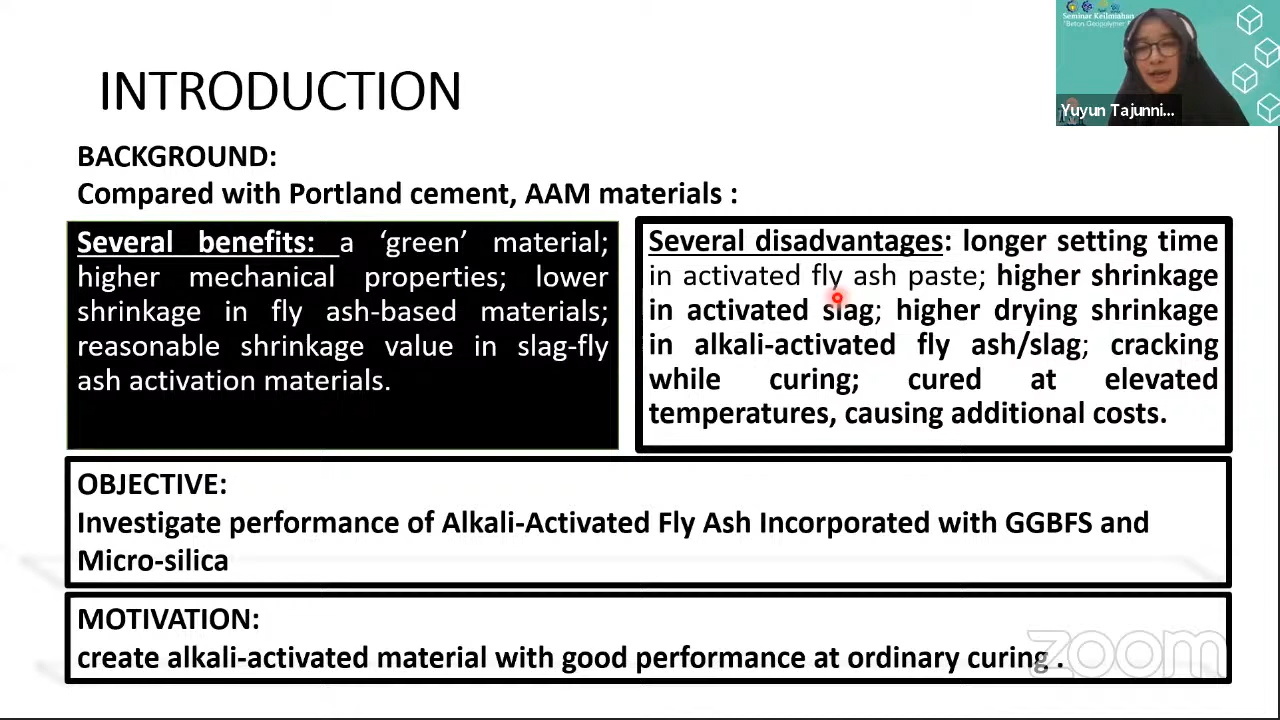 Seminar Keilmiahan
"Beton Geopolymer
Yuyun Tajunni...
INTRODUCTION
BACKGROUND:
Compared with Portland cement, AAM materials :
Several benefits: a ‘green’ material;
higher mechanical properties; lower
shrinkage in fly ash-based materials;
reasonable shrinkage value in slag-fly
ash activation materials.
Several disadvantages: longer setting time
in activated fly ash paste; higher shrinkage
in activated slag; higher drying shrinkage
in alkali-activated fly ash/slag; cracking
while curing; cured at elevated
temperatures, causing additional costs.
OBJECTIVE:
Investigate performance of Alkali-Activated Fly Ash Incorporated with GGBFS and
Micro-silica
MOTIVATION:
create alkali-activated material with good performance at ordinary curing .
zoom